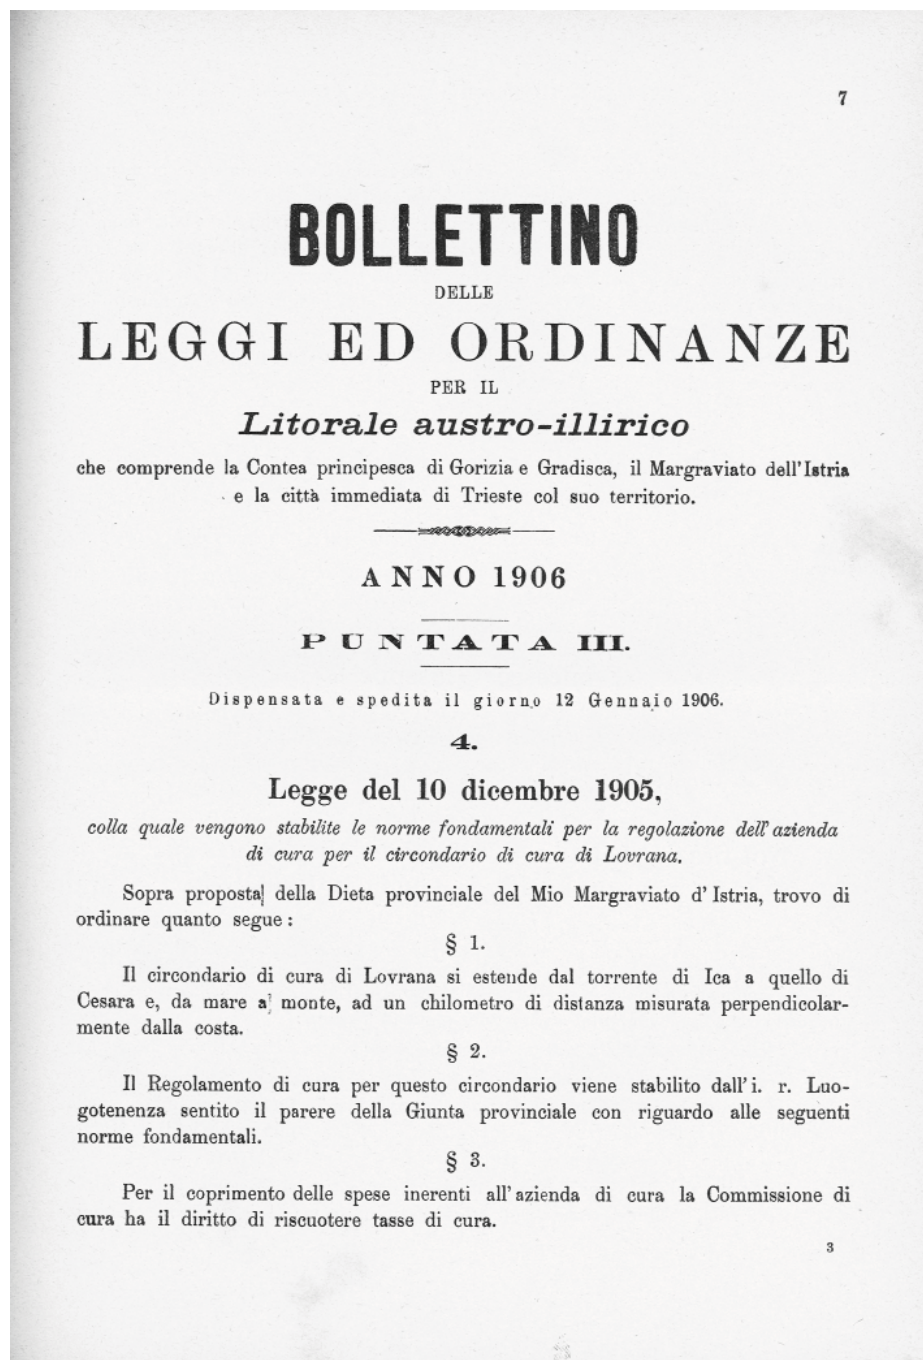 7
BOLLETTINO
DELLE
LEGGI ED ORDINANZE
PER IL
Litorale austro-illirico
che comprende la Contea principesca di Gorizia e Gradisca, il Margraviato dell'Istria
e la città immediata di Trieste col suo territorio.
ANNO 1906
PUNTATA III.
Dispensata e spedita il giorno 12 Gennaio 1906.
4.
Legge del 10 dicembre 1905,
colla quale vengono stabilite le norme fondamentali per la regolazione dell'azienda
di cura per il circondario di cura di Lovrana.
Sopra proposta della Dieta provinciale del Mio Margraviato d'Istria, trovo di
ordinare quanto segue:
§ 1.
Il circondario di cura di Lovrana si estende dal torrente di Ica a quello di
Cesara e, da mare a monte, ad un chilometro di distanza misurata perpendicolar-
mente dalla costa.
§ 2.
Il Regolamento di cura per questo circondario viene stabilito dall'i. r. Luo-
gotenenza sentito il parere della Giunta provinciale con riguardo alle seguenti
norme fondamentali.
§ 3.
Per il coprimento delle spese inerenti all'azienda di cura la Commissione di
cura ha il diritto di riscuotere tasse di cura.
3